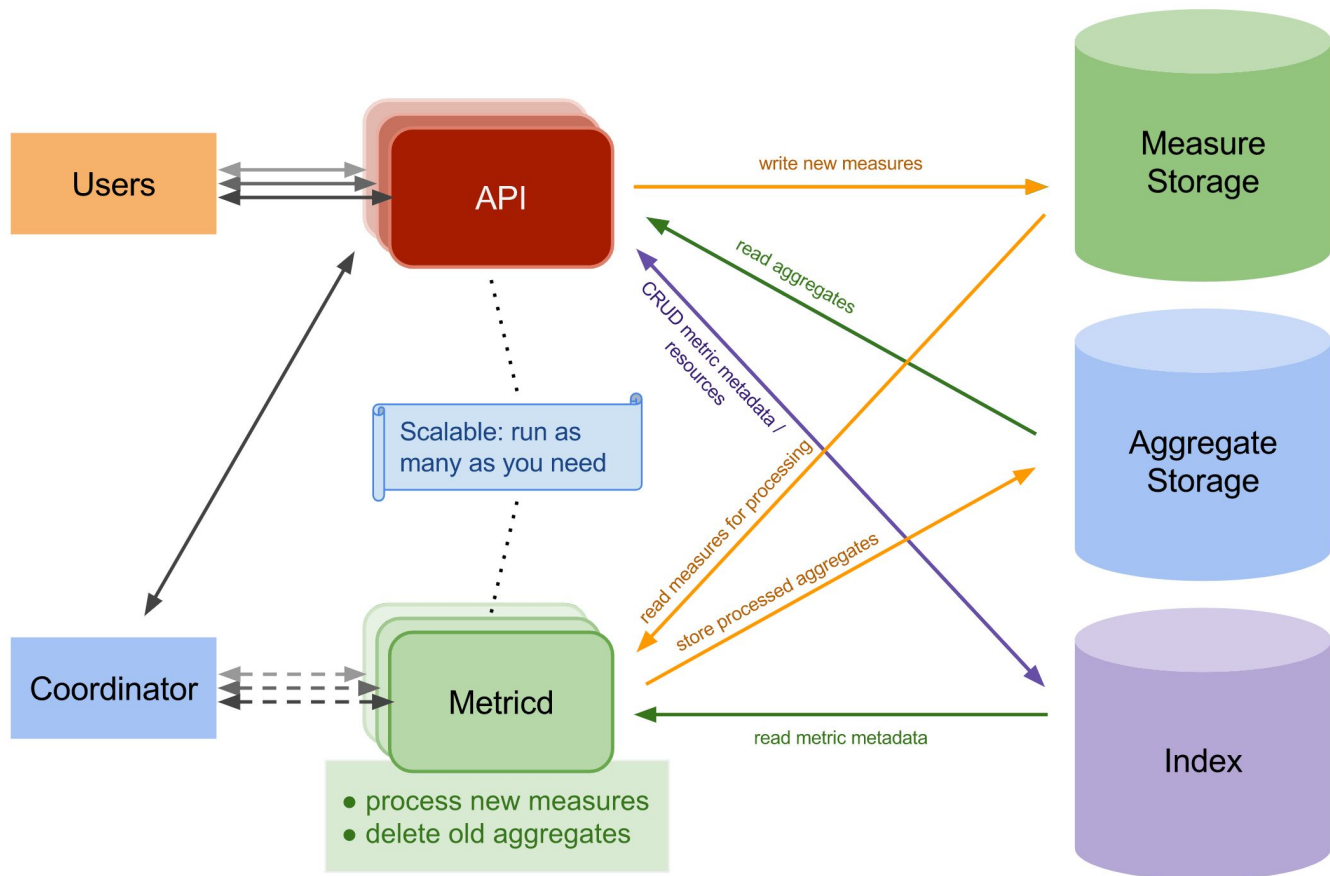 Users
API
write new measures
Measure
Storage
read aggregates
CRUD metric metadata /
resources
Scalable: run as
many as you need
Aggregate
Storage
read measures for processing
store processed aggregates
Coordinator
Metricd
read metric metadata
Index
● process new measures
● delete old aggregates